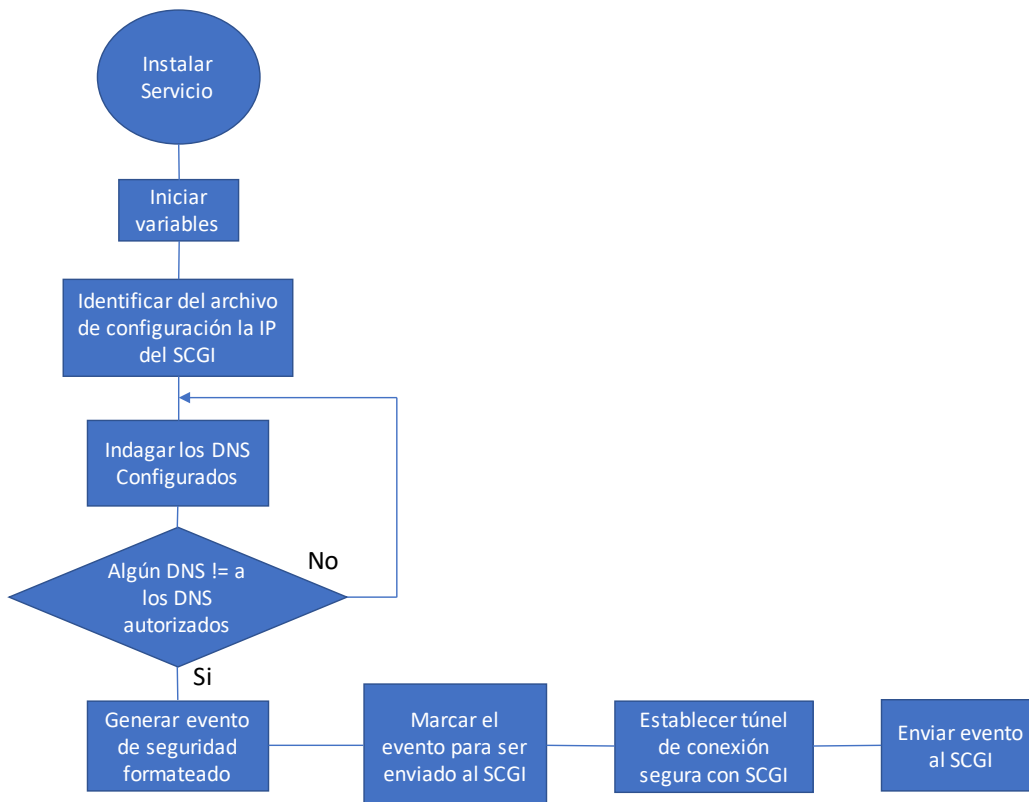 Instalar
Servicio
Iniciar
variables
Identificar del archivo
de configuración la IP
del SCGI
Indagar los DNS
Configurados
Algún DNS != a
los DNS
autorizados
No
Si
Generar evento
de seguridad
formateado
Marcar el
evento para ser
enviado al SCGI
Establecer túnel
de conexión
segura con SCGI
Enviar evento
al SCGI